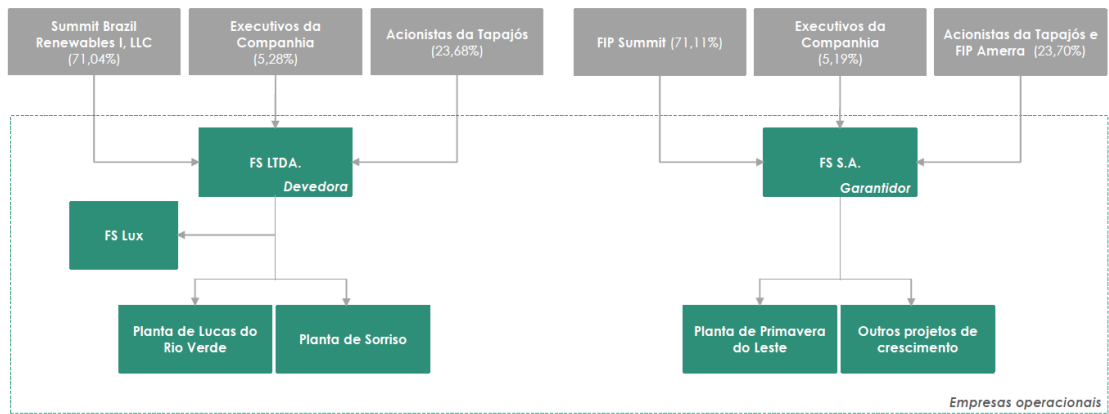 Summit Brazil
Renewables I, LLC
(71,04%)
Executivos da
Companhia
(5,28%)
Acionistas da Tapajós
(23,68%)
FIP Summit (71,11%)
Executivos da
Companhia
(5,19%)
Acionistas da Tapajós e
FIP Amerra (23,70%)
FS LTDA.
Devedora
FS S.A.
Garantidor
FS Lux
Planta de Lucas do
Rio Verde
Planta de Sorriso
Planta de Primavera
do Leste
Outros projetos de
crescimento
Empresas operacionais